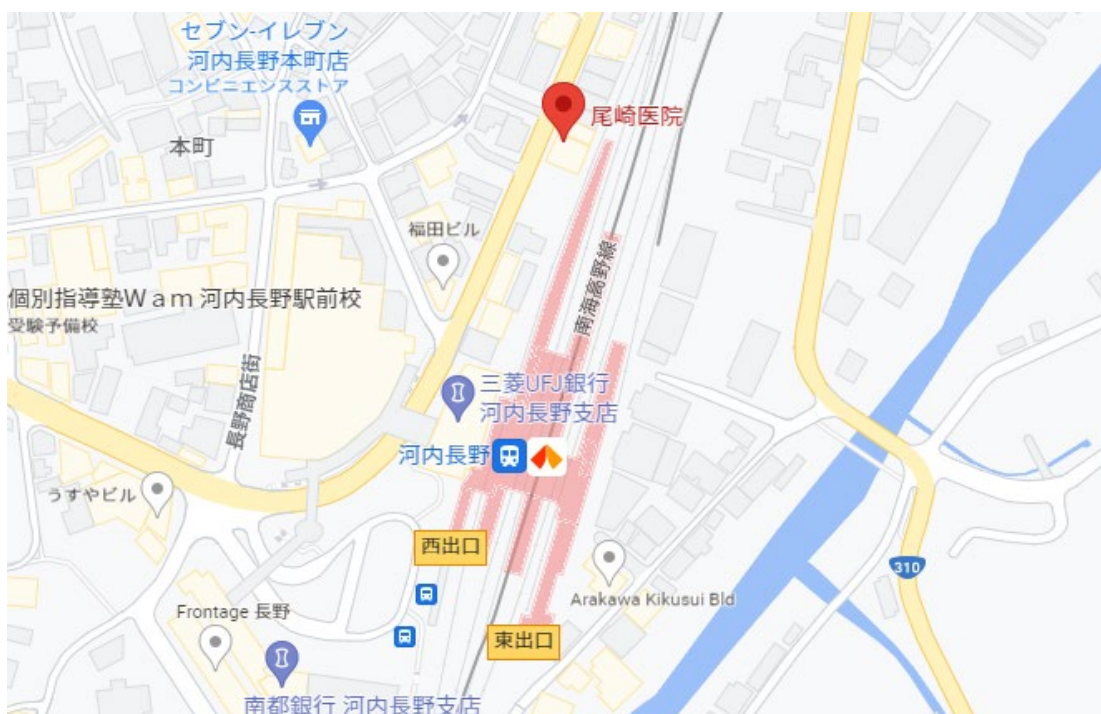 セブン-イレブン
河内長野本町店
コンビニエンスストア
尾崎医院
本町
福田ビル
南海高野線
個別指導塾Ｗａｍ 河内長野駅前校
受験予備校
長野商店街
三菱UFJ銀行
河内長野支店
河内長野
うすやビル
西出口
310
Arakawa Kikusui Bld
Frontage 長野
東出口
南都銀行 河内長野支店